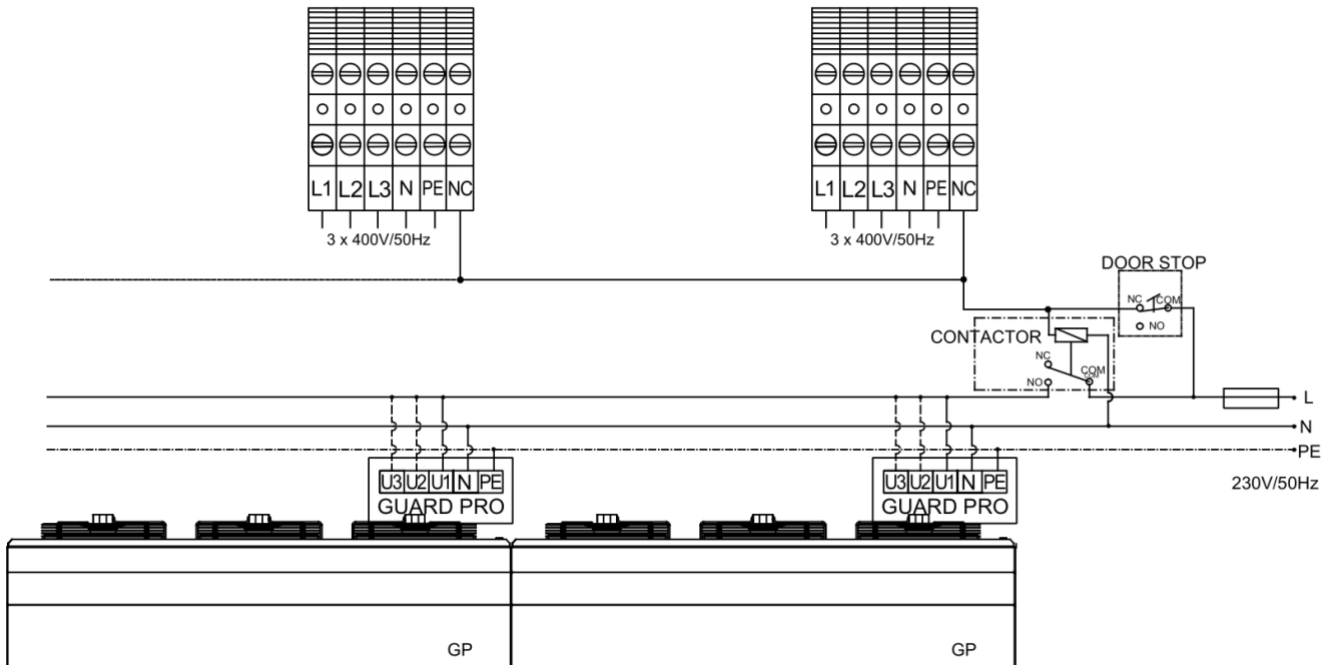 L1 L2 L3 N PE NC
L1 L2 L3 N PE NC
3 x 400V/50Hz
3 x 400V/50Hz
DOOR STOP
NC COM
NO
CONTACTOR
NC
COM
NO
L
N
PE
230V/50Hz
U3 U2 U1 N PE
GUARD PRO
U3 U2 U1 N PE
GUARD PRO
GP
GP